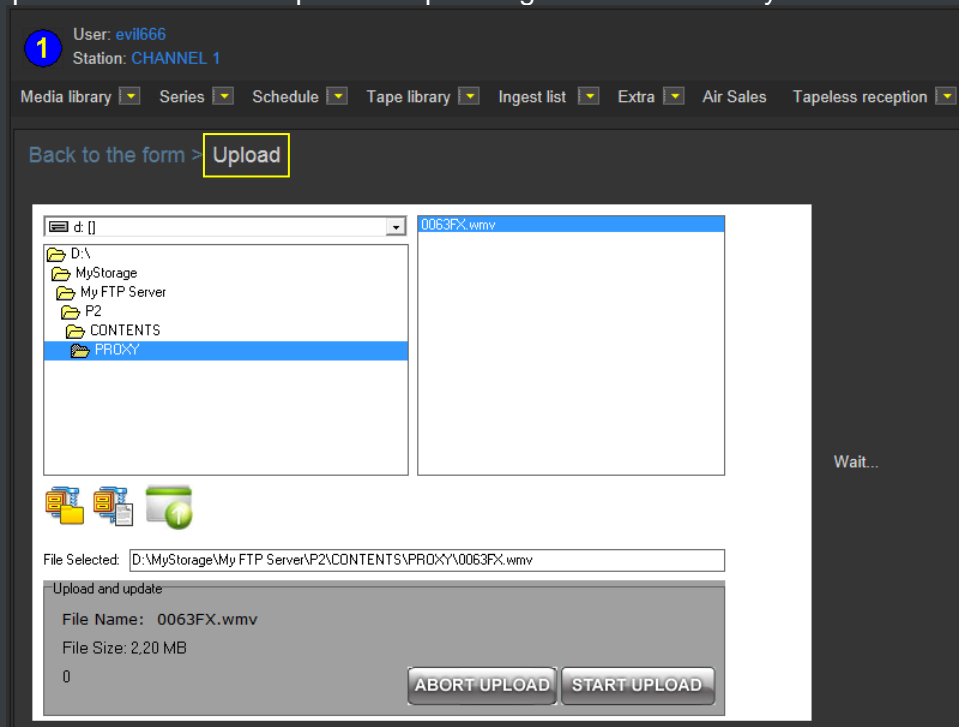 1
User: evil666
Station: CHANNEL 1
Media library Series Schedule Tape library Ingest list Extra Air Sales Tapeless reception
Back to the form > Upload
d: []
0063FX.wmv
D:\
MyStorage
My FTP Server
P2
CONTENTS
PROXY
Wait...
File Selected: D:\MyStorage\My FTP Server\P2\CONTENTS\PROXY\0063FX.wmv
Upload and update
File Name: 0063FX.wmv
File Size: 2,20 MB
0
ABORT UPLOAD START UPLOAD